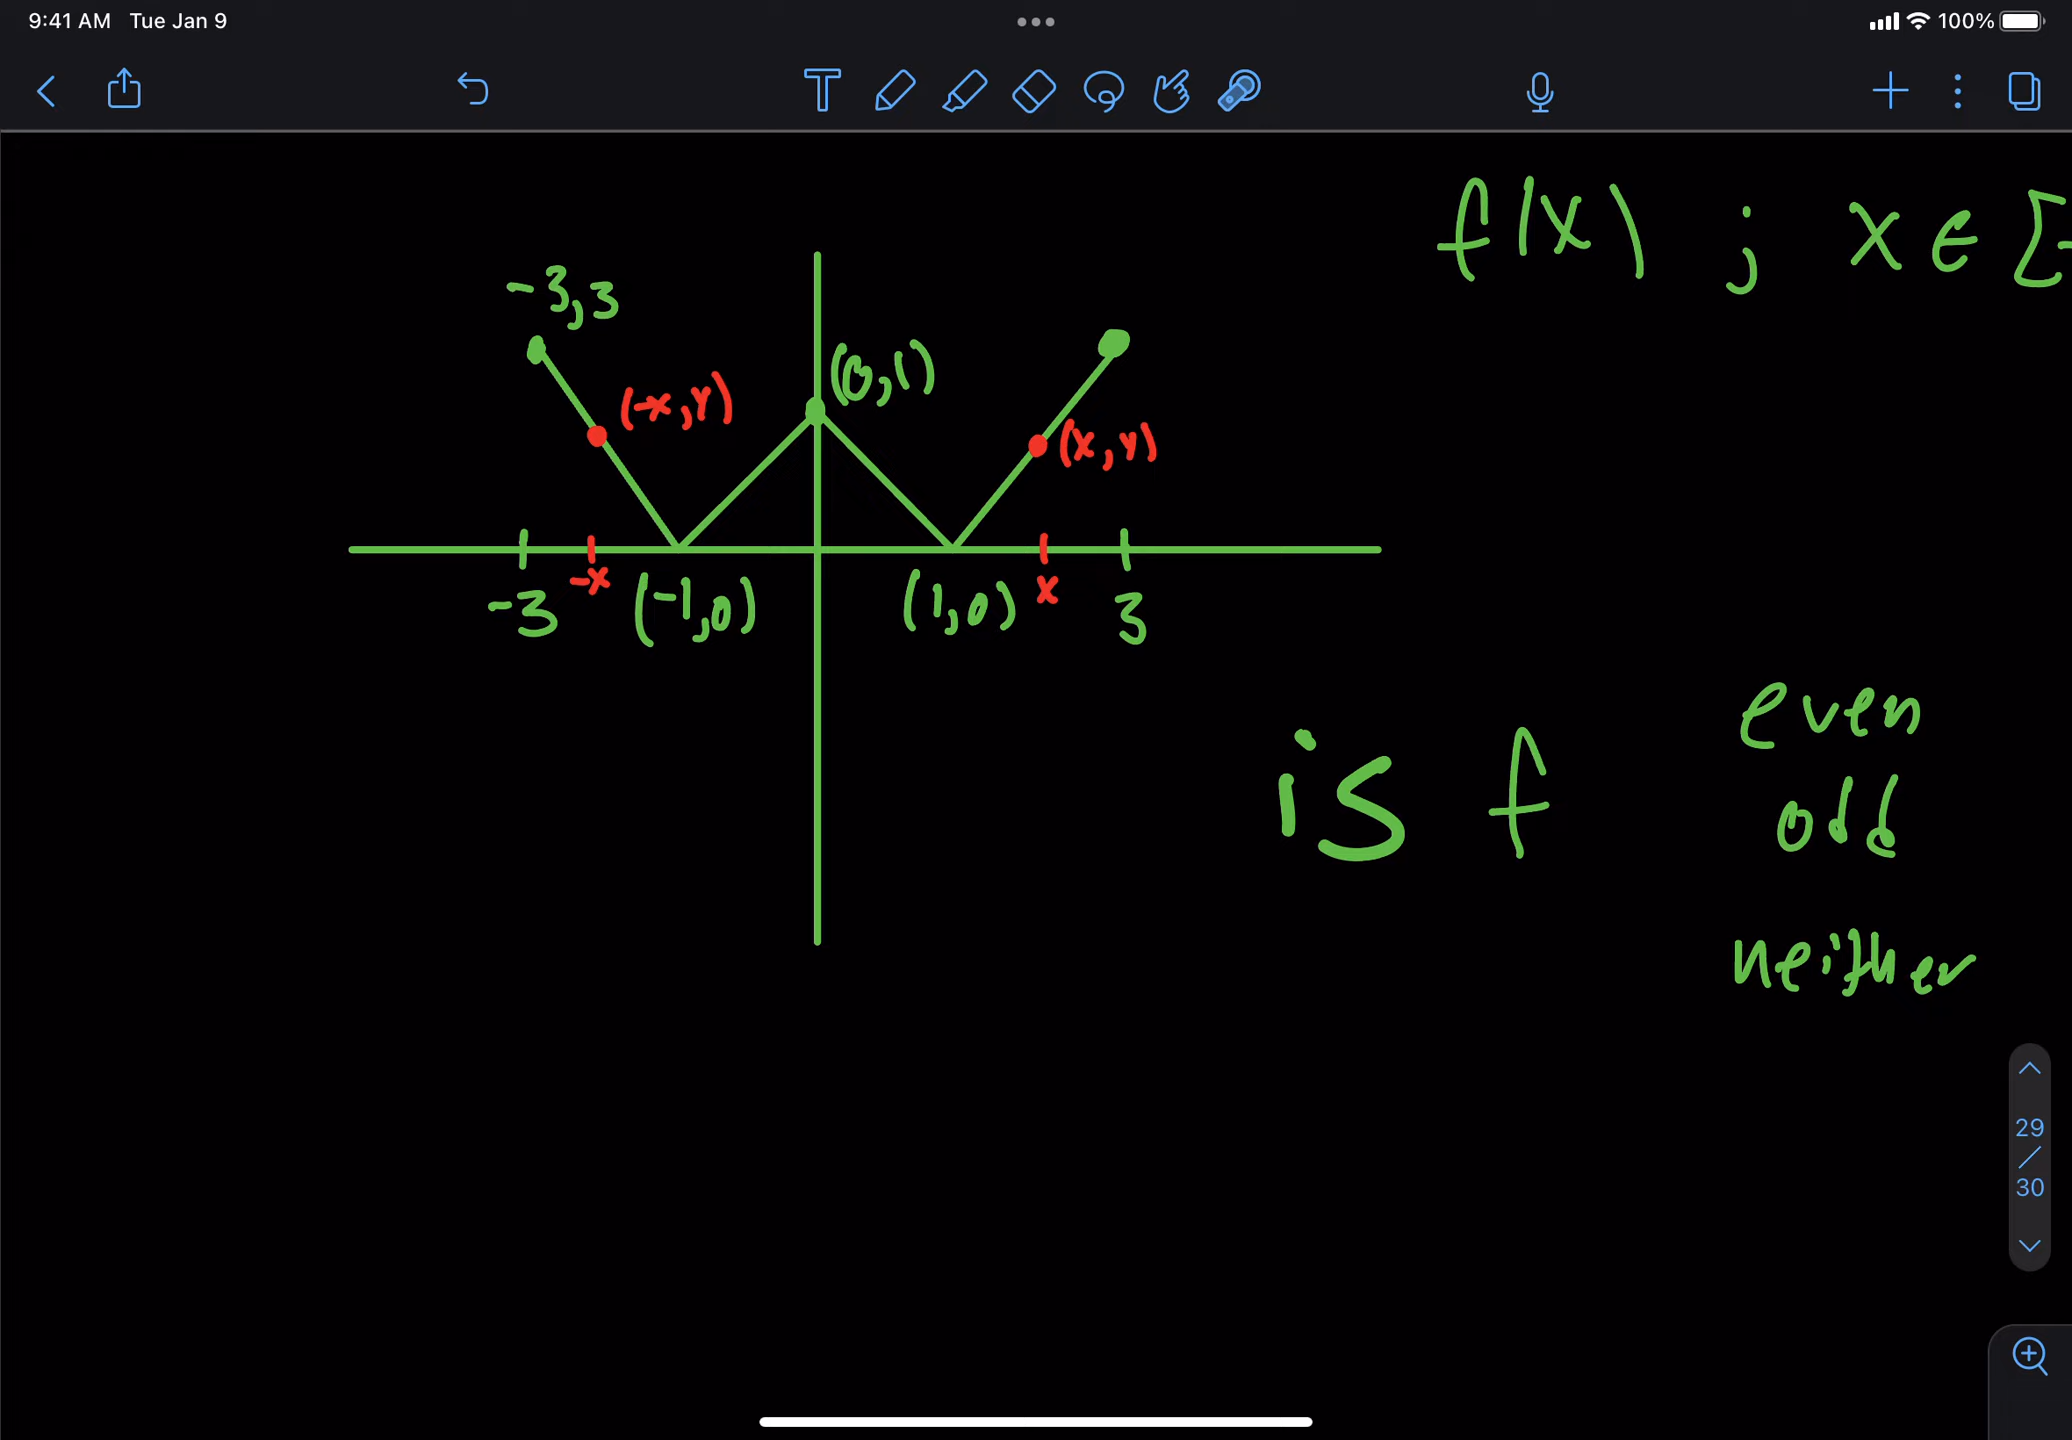 9:41 AM Tue Jan 9
100%
T
f(x) ; x ∈ [-
-3,3
(0,1)
(-x,y)
(x,y)
-3
-x
(-1,0)
(1,0)
x
3
is f
even
odd
neither
29
/
30